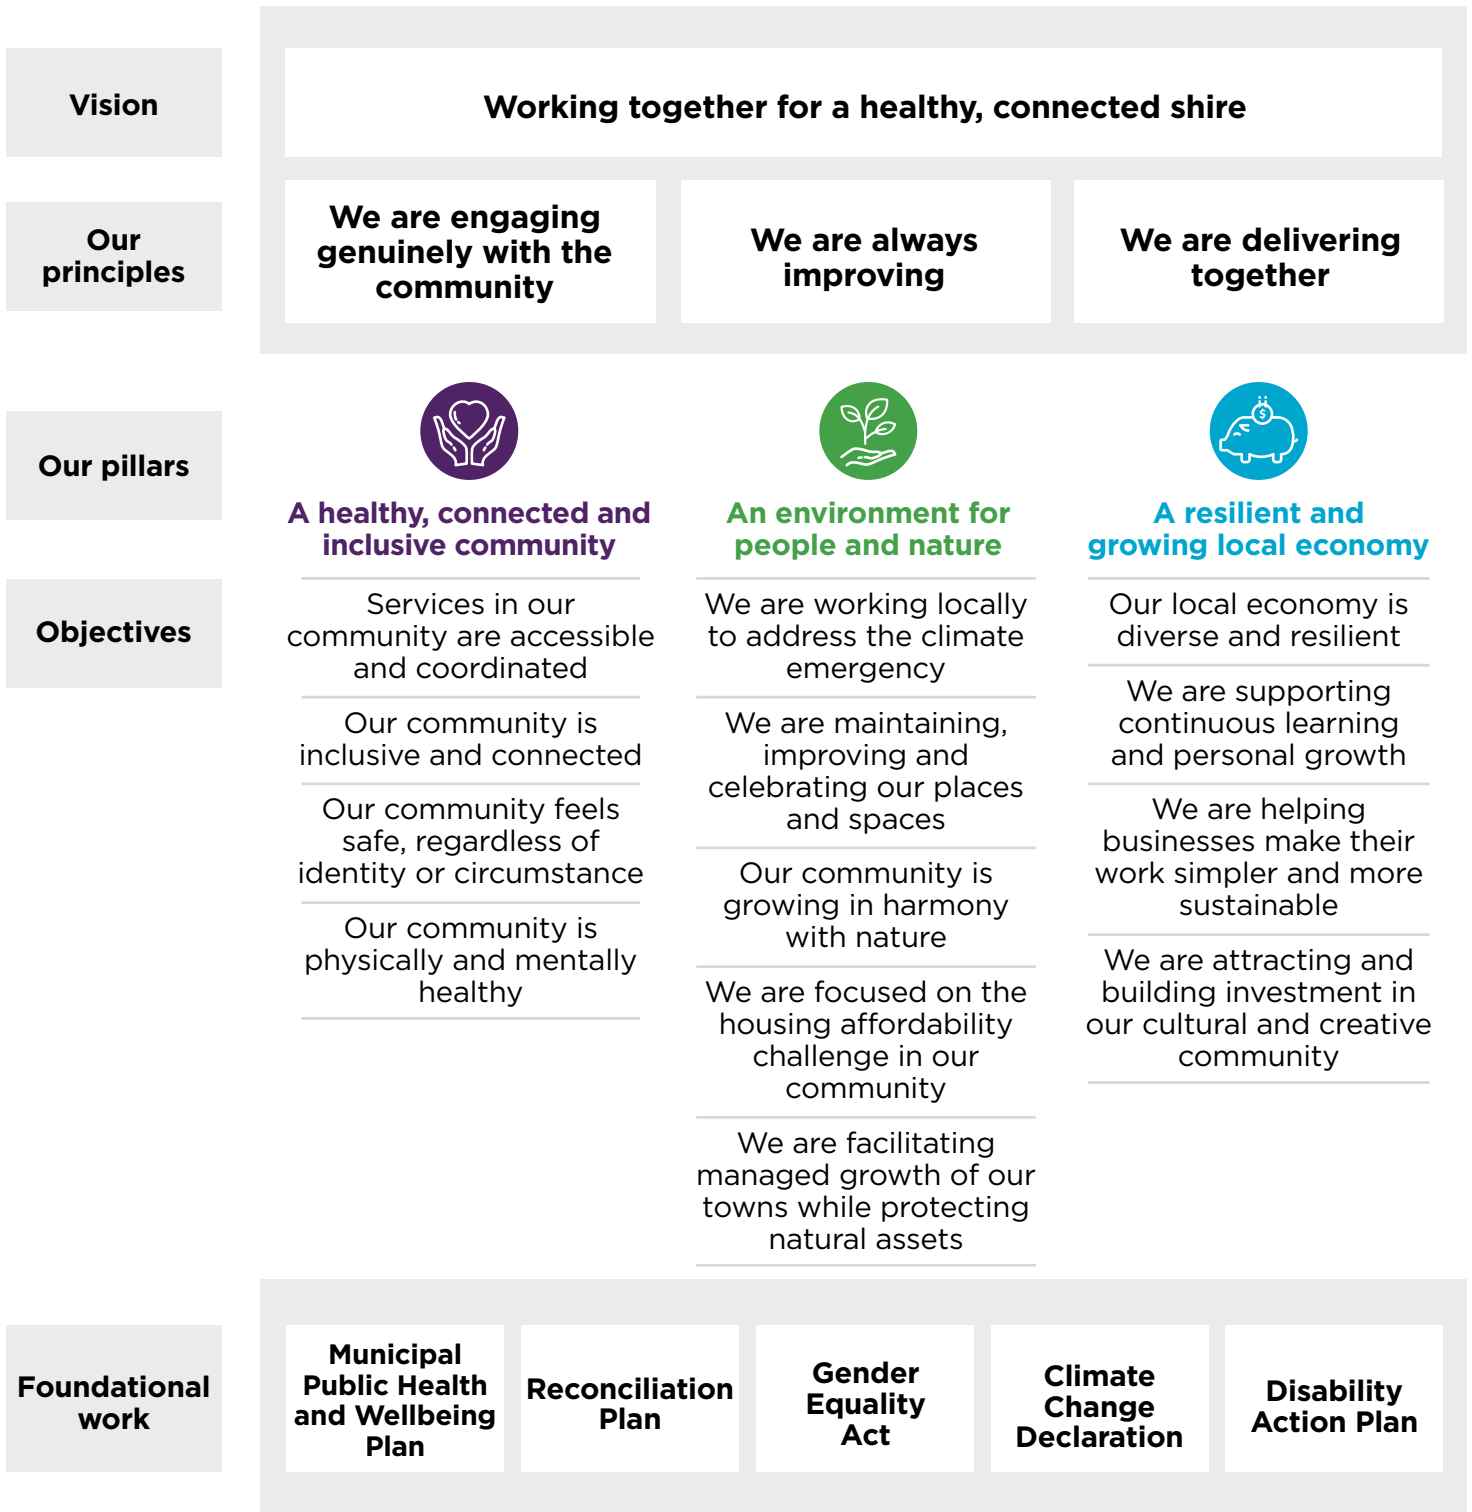 Vision
Working together for a healthy, connected shire
Our
principles
We are engaging
genuinely with the
community
We are always
improving
We are delivering
together
Our pillars
A healthy, connected and
inclusive community
An environment for
people and nature
$
A resilient and
growing local economy
Objectives
Services in our
community are accessible
and coordinated
Our community is
inclusive and connected
Our community feels
safe, regardless of
identity or circumstance
Our community is
physically and mentally
healthy
We are working locally
to address the climate
emergency
We are maintaining,
improving and
celebrating our places
and spaces
Our community is
growing in harmony
with nature
We are focused on the
housing affordability
challenge in our
community
We are facilitating
managed growth of our
towns while protecting
natural assets
Our local economy is
diverse and resilient
We are supporting
continuous learning
and personal growth
We are helping
businesses make their
work simpler and more
sustainable
We are attracting and
building investment in
our cultural and creative
community
Foundational
work
Municipal
Public Health
and Wellbeing
Plan
Reconciliation
Plan
Gender
Equality
Act
Climate
Change
Declaration
Disability
Action Plan